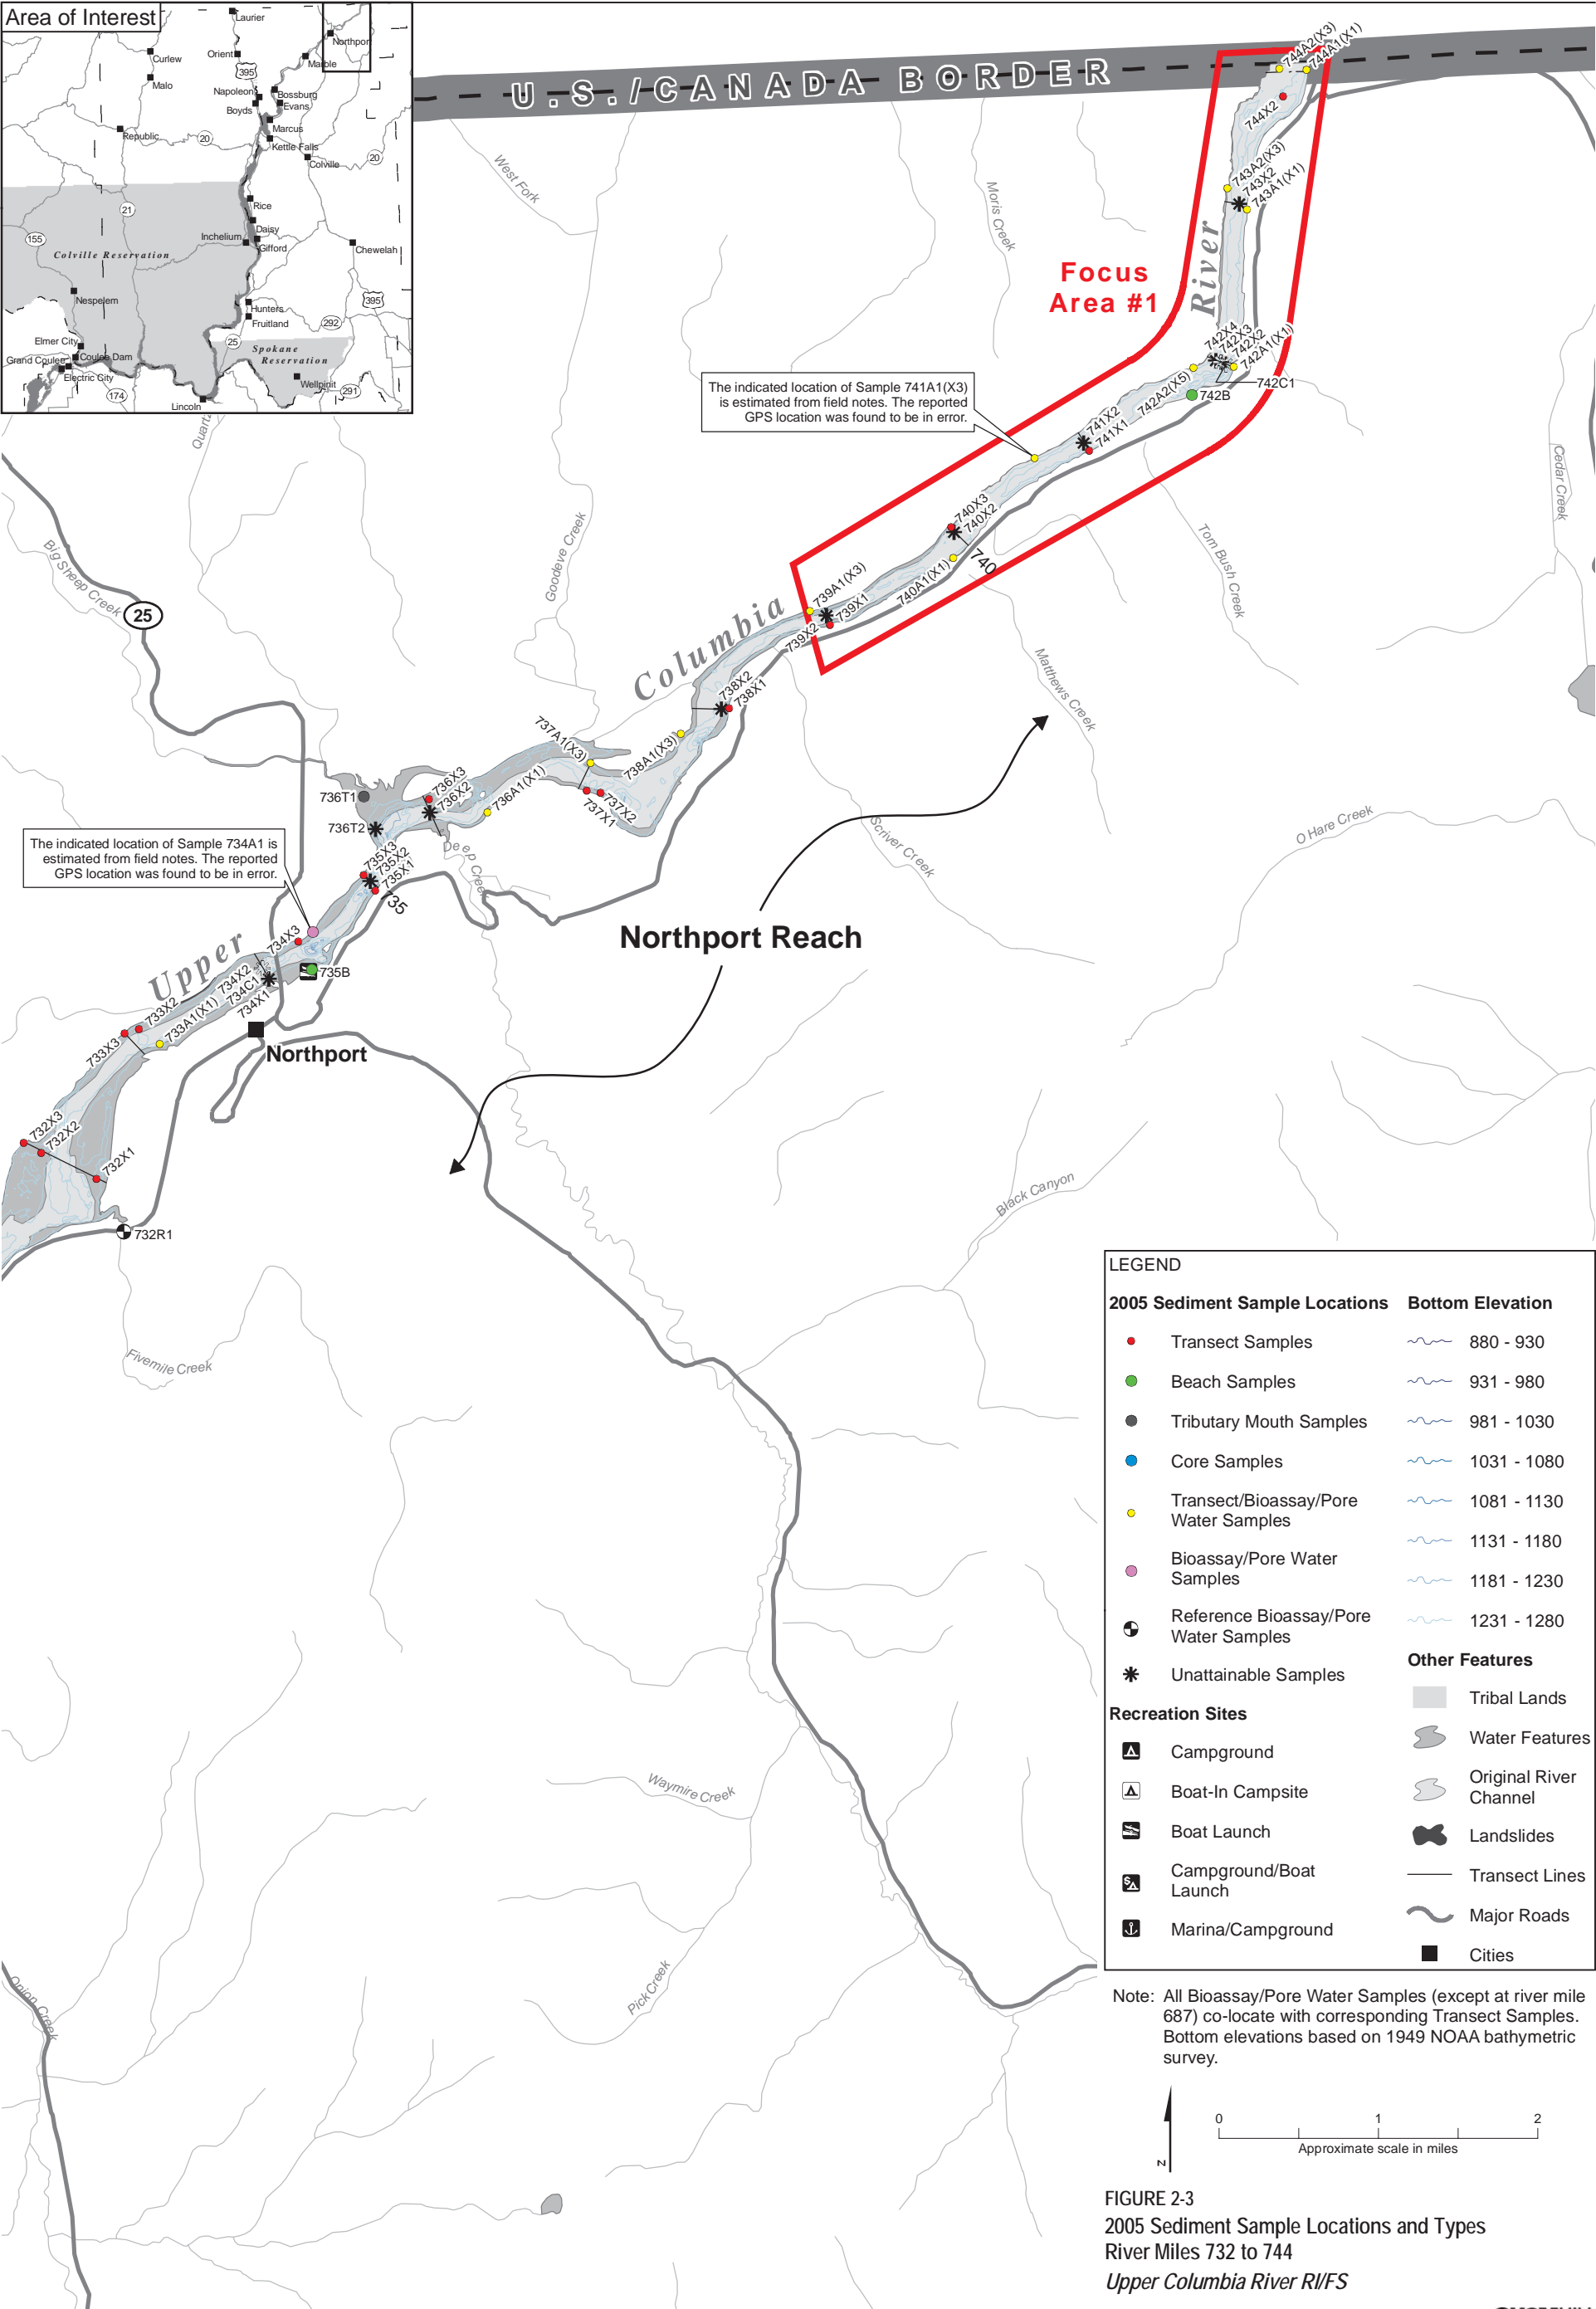 Area of Interest
Laurier
Northport
Curlew
Orient
Marble
395
Malo
Napoleon
Bossburg
Boyds
Evans
Marcus
Republic
20
Kettle Falls
Colville
20
Rice
21
Daisy
Inchelium
Gifford
155
Chewelah
Colville Reservation
Nespelem
Hunters
395
Fruitland
292
Elmer City
25
Spokane
Reservation
Grand Coulee
Coulee Dam
Electric City
Wellpinit
174
291
Lincoln
U.S./CANADA BORDER
744A2(X3)
744A1(X1)
744X2
743A2(X3)
743X2
743A1(X1)
West Fork
Moris Creek
River
Focus
Area #1
742X4
742X3
742X2
742A1(X1)
742C1
742A2(X5)
742B
The indicated location of Sample 741A1(X3)
is estimated from field notes. The reported
GPS location was found to be in error.
741X2
741X1
Cedar Creek
Quartz
740X3
740X2
740
740A1(X1)
Tom Bush Creek
Goodeve Creek
Big Sheep Creek
25
739A1(X3)
739X1
739X2
Columbia
Matthews Creek
738X2
738X1
738A1(X3)
737A1(X3)
737X2
737X1
736X3
736X2
736A1(X1)
736T1
736T2
Deep Creek
Scriver Creek
O Hare Creek
The indicated location of Sample 734A1 is
estimated from field notes. The reported
GPS location was found to be in error.
735X3
735X2
735X1
735
Northport Reach
734X3
735B
Upper
734X2
734C1
734X1
733X2
733A1(X1)
733X3
Northport
732X3
732X2
732X1
732R1
Black Canyon
Fivemile Creek
Waymire Creek
Pick Creek
Onion Creek
LEGEND
2005 Sediment Sample Locations
Transect Samples
Beach Samples
Tributary Mouth Samples
Core Samples
Transect/Bioassay/Pore
Water Samples
Bioassay/Pore Water
Samples
Reference Bioassay/Pore
Water Samples
Unattainable Samples
Recreation Sites
Campground
Boat-In Campsite
Boat Launch
Campground/Boat
Launch
Marina/Campground
Bottom Elevation
880 - 930
931 - 980
981 - 1030
1031 - 1080
1081 - 1130
1131 - 1180
1181 - 1230
1231 - 1280
Other Features
Tribal Lands
Water Features
Original River
Channel
Landslides
Transect Lines
Major Roads
Cities
Note: All Bioassay/Pore Water Samples (except at river mile
687) co-locate with corresponding Transect Samples.
Bottom elevations based on 1949 NOAA bathymetric
survey.
N
0 1 2
Approximate scale in miles
FIGURE 2-3
2005 Sediment Sample Locations and Types
River Miles 732 to 744
Upper Columbia River RI/FS